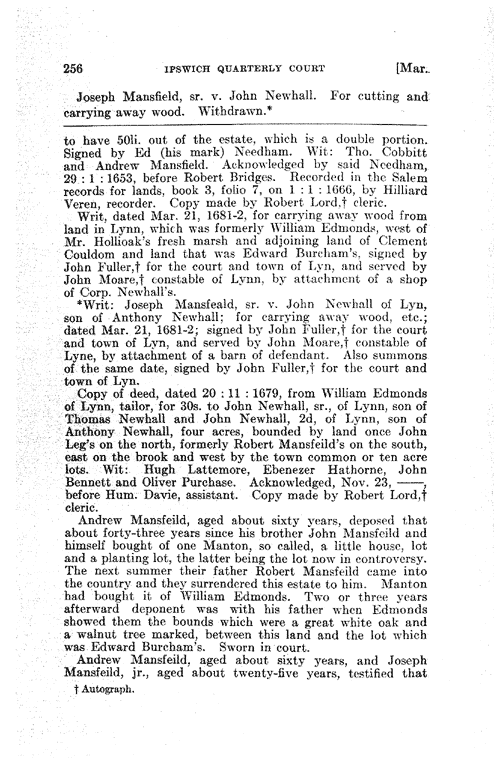 256 IPSWICH QUARTERLY COURT [Mar.
Joseph Mansfield, sr. v. John Newhall. For cutting and
carrying away wood. Withdrawn.*
to have 50li. out of the estate, which is a double portion.
Signed by Ed (his mark) Needham. Wit: Tho. Cobbitt
and Andrew Mansfield. Acknowledged by said Needham,
29 : 1 : 1653, before Robert Bridges. Recorded in the Salem
records for lands, book 3, folio 7, on 1 : 1 : 1666, by Hilliard
Veren, recorder. Copy made by Robert Lord,† cleric.
Writ, dated Mar. 21, 1681-2, for carrying away wood from
land in Lynn, which was formerly William Edmonds, west of
Mr. Hollioak's fresh marsh and adjoining land of Clement
Couldom and land that was Edward Burcham's, signed by
John Fuller,† for the court and town of Lyn, and served by
John Moare,† constable of Lynn, by attachment of a shop
of Corp. Newhall's.
*Writ: Joseph Mansfeald, sr. v. John Newhall of Lyn,
son of Anthony Newhall; for carrying away wood, etc.;
dated Mar. 21, 1681-2; signed by John Fuller,† for the court
and town of Lyn, and served by John Moare,† constable of
Lyne, by attachment of a barn of defendant. Also summons
of the same date, signed by John Fuller,† for the court and
town of Lyn.
Copy of deed, dated 20 : 11 : 1679, from William Edmonds
of Lynn, tailor, for 30s. to John Newhall, sr., of Lynn, son of
Thomas Newhall and John Newhall, 2d, of Lynn, son of
Anthony Newhall, four acres, bounded by land once John
Leg's on the north, formerly Robert Mansfeild's on the south,
east on the brook and west by the town common or ten acre
lots. Wit: Hugh Lattemore, Ebenezer Hathorne, John
Bennett and Oliver Purchase. Acknowledged, Nov. 23, ——,
before Hum. Davie, assistant. Copy made by Robert Lord,†
cleric.
Andrew Mansfeild, aged about sixty years, deposed that
about forty-three years since his brother John Mansfeild and
himself bought of one Manton, so called, a little house, lot
and a planting lot, the latter being the lot now in controversy.
The next summer their father Robert Mansfeild came into
the country and they surrendered this estate to him. Manton
had bought it of William Edmonds. Two or three years
afterward deponent was with his father when Edmonds
showed them the bounds which were a great white oak and
a walnut tree marked, between this land and the lot which
was Edward Burcham's. Sworn in court.
Andrew Mansfeild, aged about sixty years, and Joseph
Mansfeild, jr., aged about twenty-five years, testified that
† Autograph.